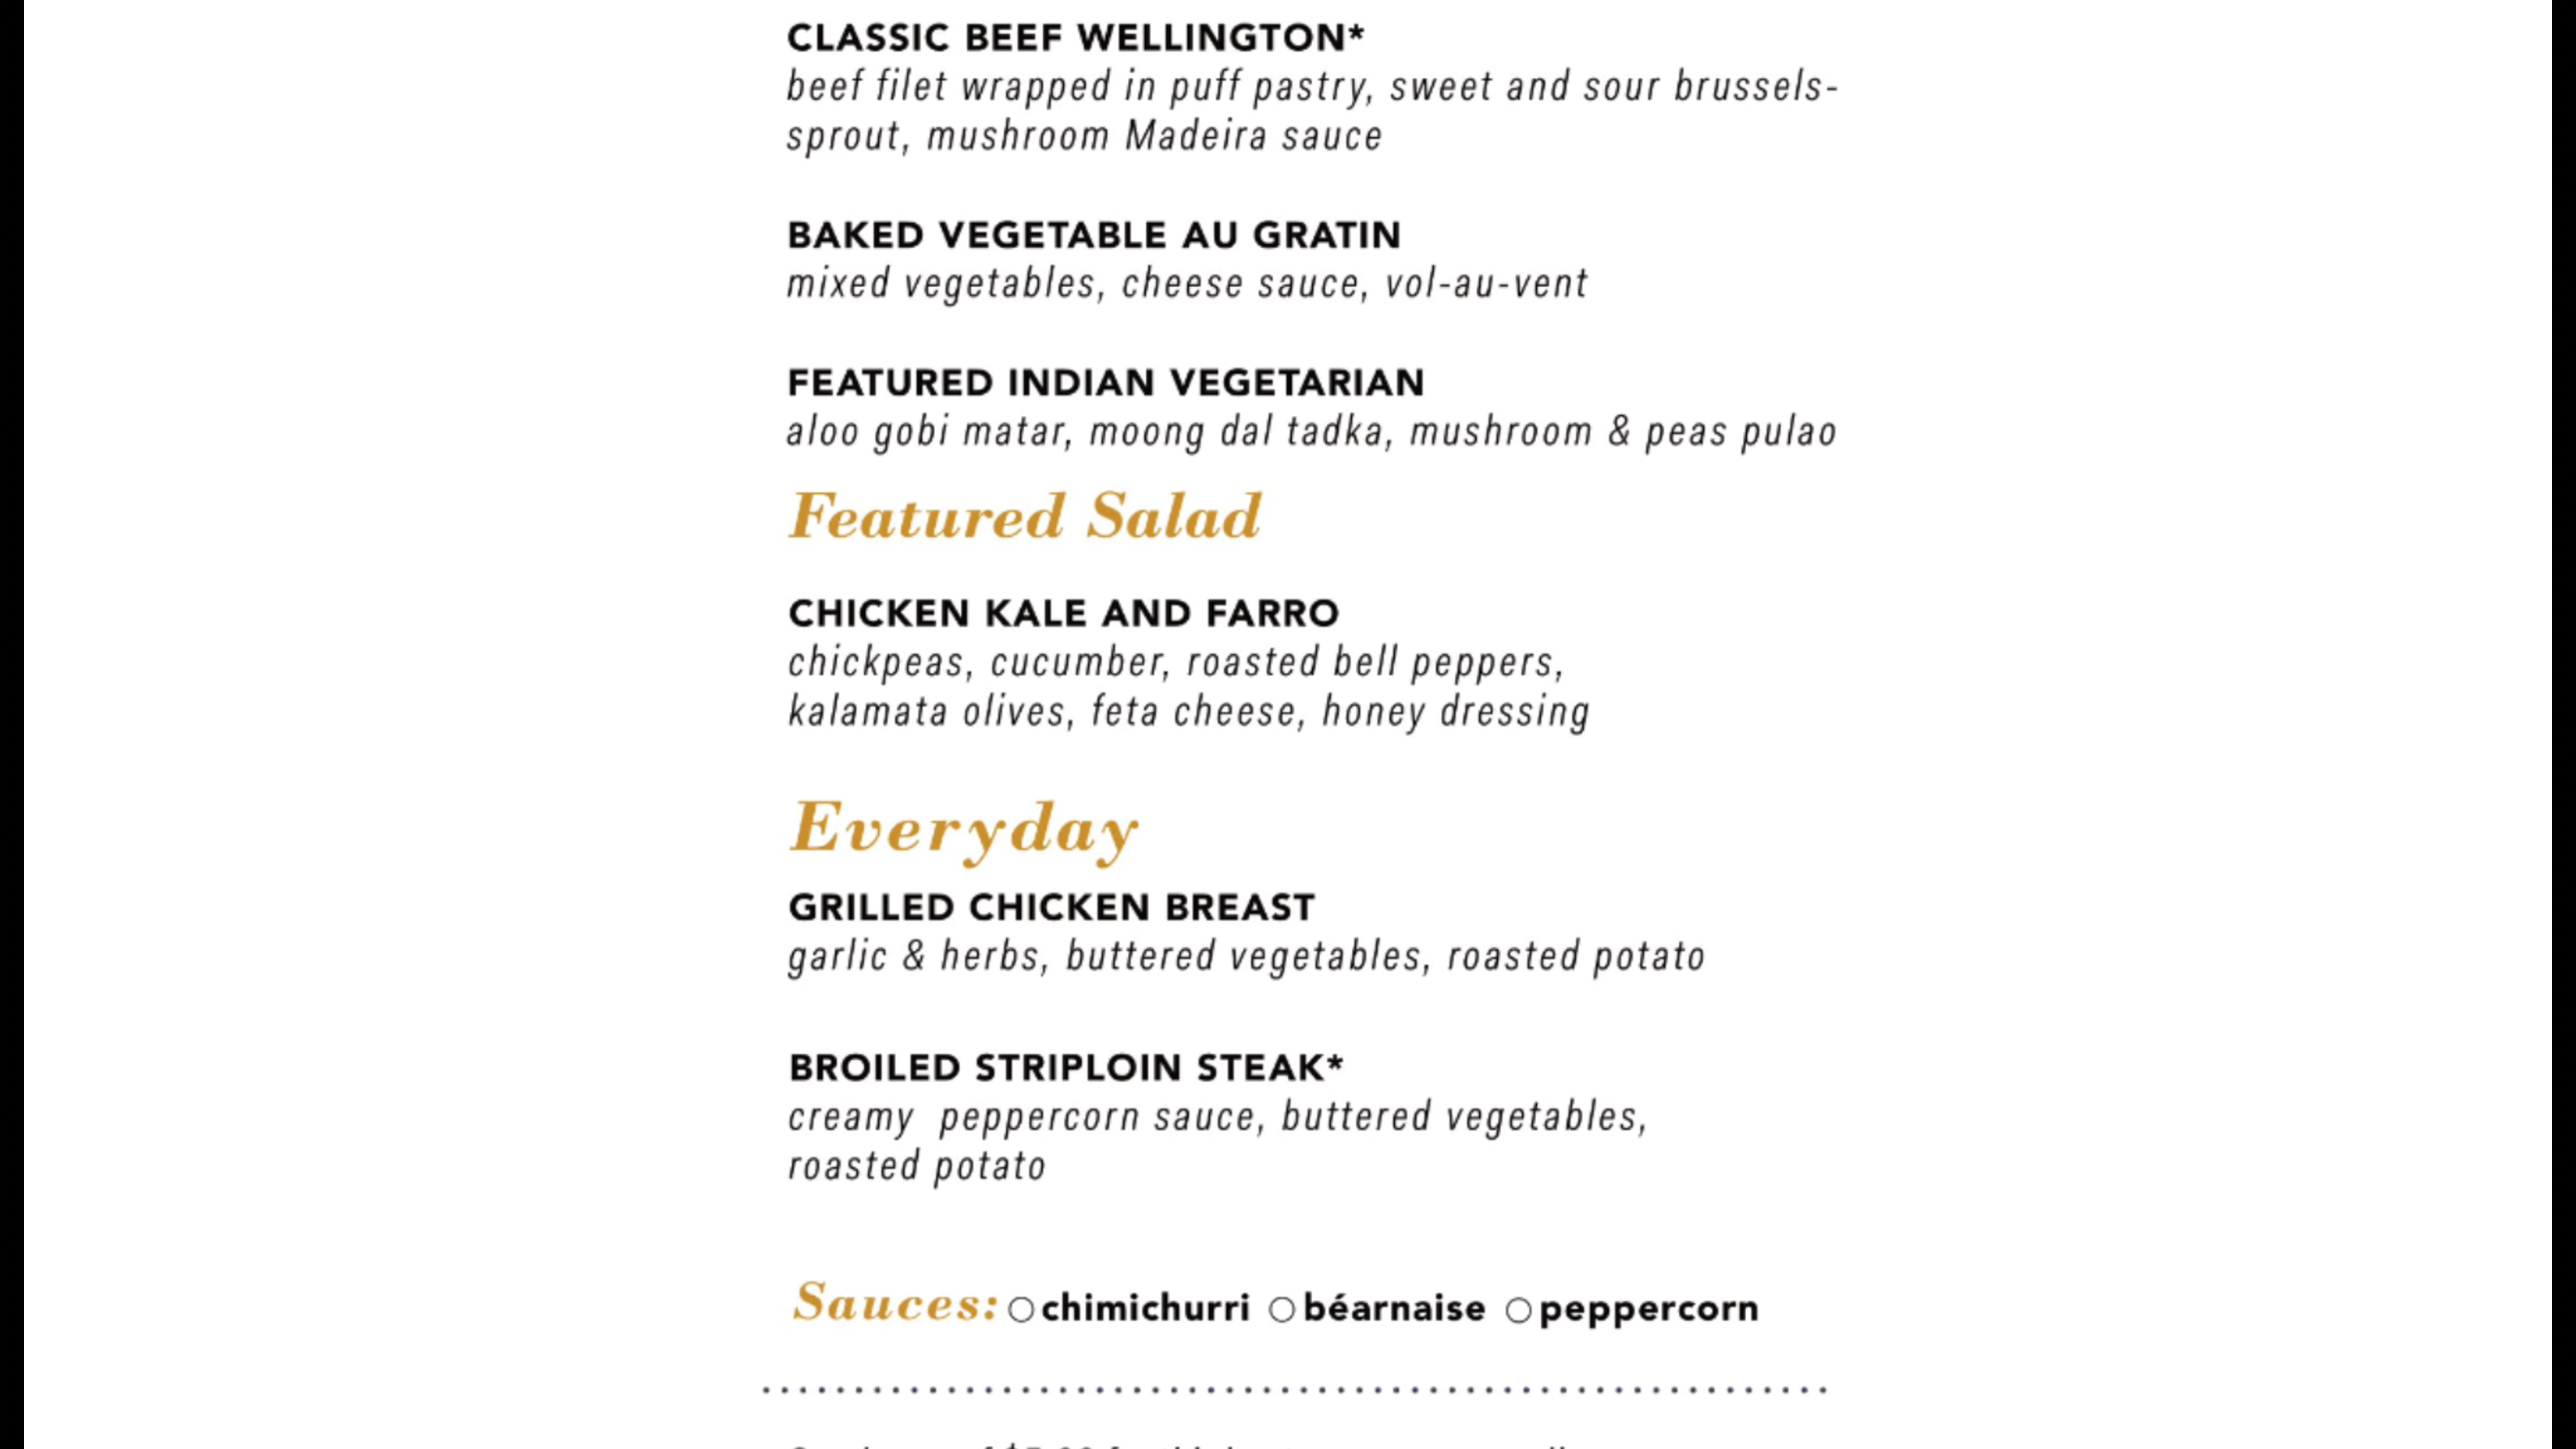 CLASSIC BEEF WELLINGTON*
beef filet wrapped in puff pastry, sweet and sour brussels-
sprout, mushroom Madeira sauce
BAKED VEGETABLE AU GRATIN
mixed vegetables, cheese sauce, vol-au-vent
FEATURED INDIAN VEGETARIAN
aloo gobi matar, moong dal tadka, mushroom & peas pulao
Featured Salad
CHICKEN KALE AND FARRO
chickpeas, cucumber, roasted bell peppers,
kalamata olives, feta cheese, honey dressing
Everyday
GRILLED CHICKEN BREAST
garlic & herbs, buttered vegetables, roasted potato
BROILED STRIPLOIN STEAK*
creamy peppercorn sauce, buttered vegetables,
roasted potato
Sauces: chimichurri béarnaise peppercorn